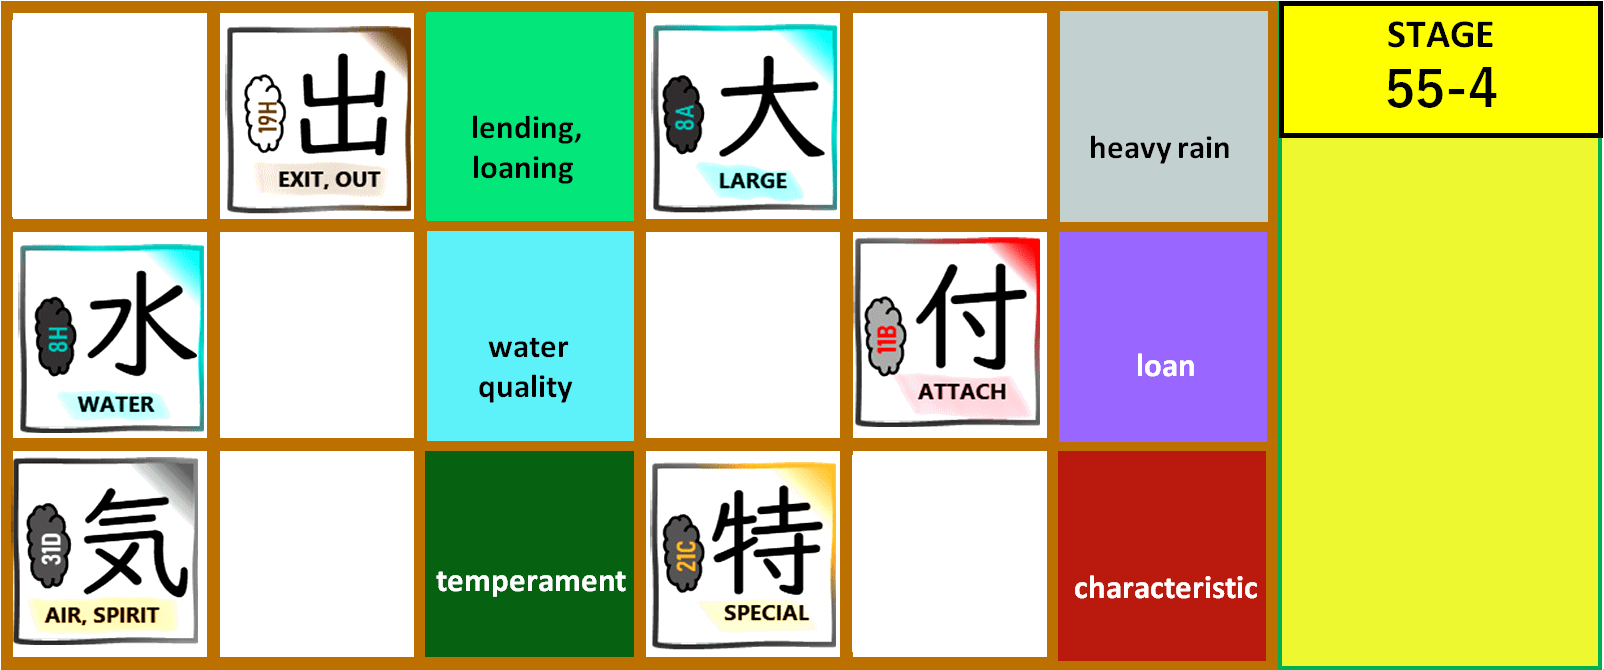 出
19H
EXIT, OUT
lending,
loaning
大
8A
LARGE
heavy rain
STAGE
55-4
水
8H
WATER
water
quality
付
11B
ATTACH
loan
気
31D
AIR, SPIRIT
temperament
特
21C
SPECIAL
characteristic